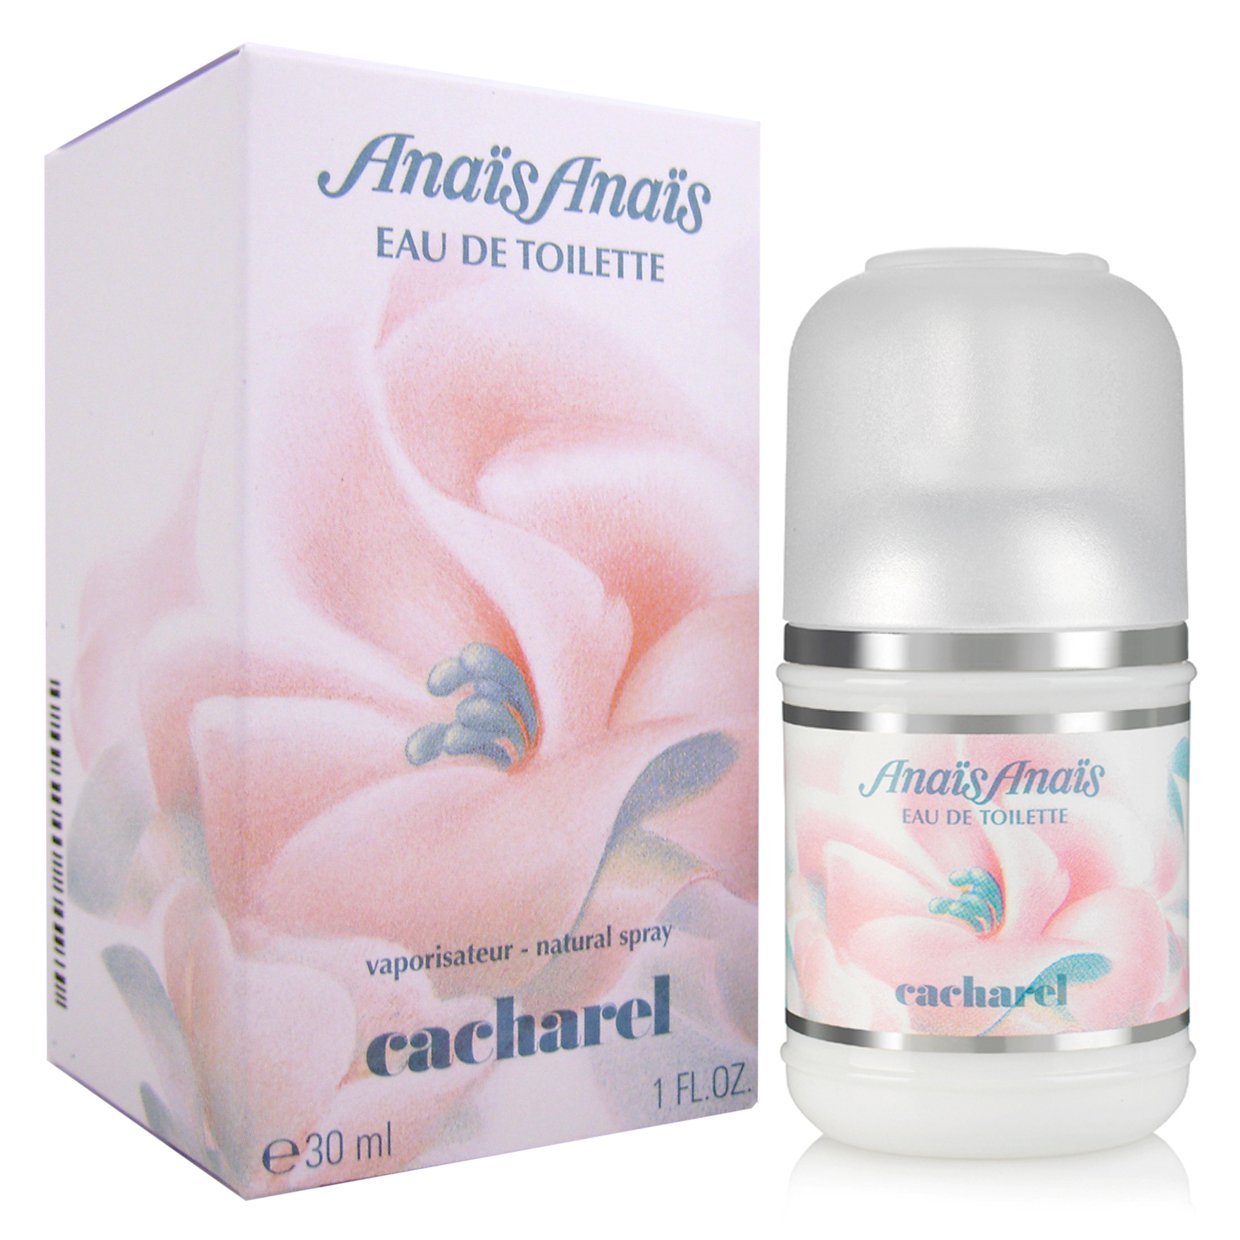 Anaïs Anaïs
EAU DE TOILETTE
vaporisateur - natural spray
cacharel
1 FL.OZ.
℮30 ml
Anaïs Anaïs
EAU DE TOILETTE
cacharel